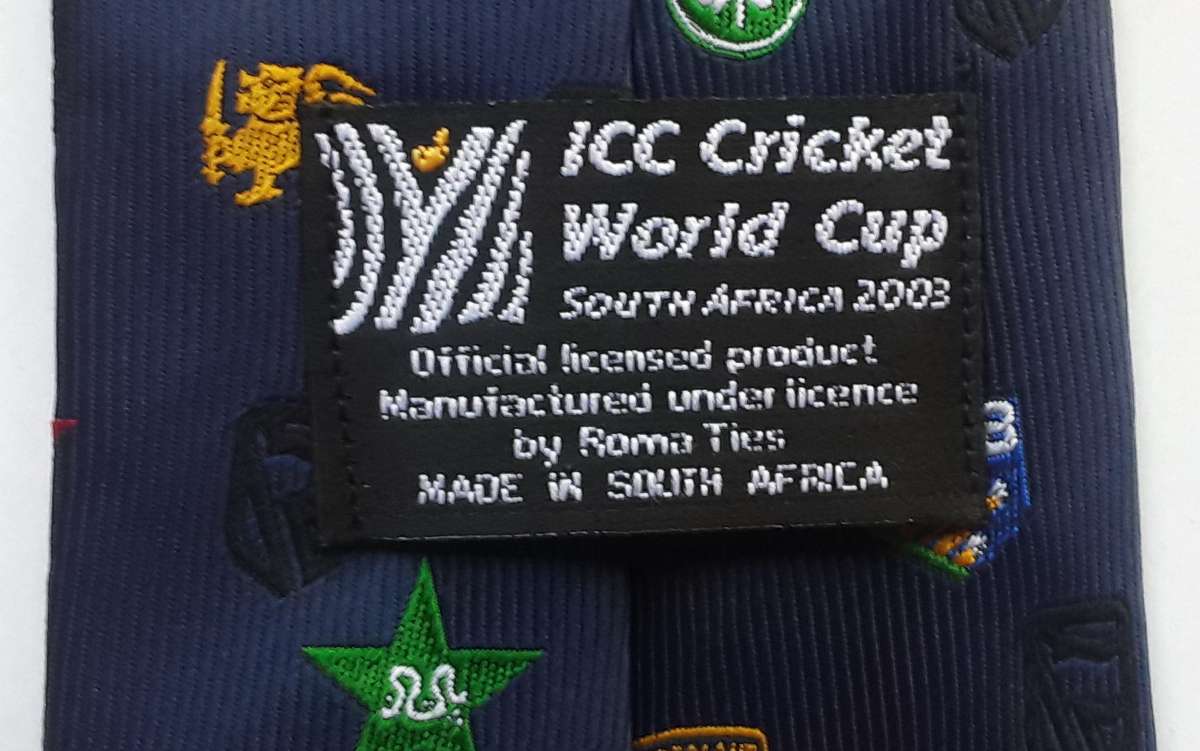 ICC Cricket
World Cup
SOUTH AFRICA 2003
Official licensed product
Manufactured under licence
by Roma Ties
MADE IN SOUTH AFRICA
B